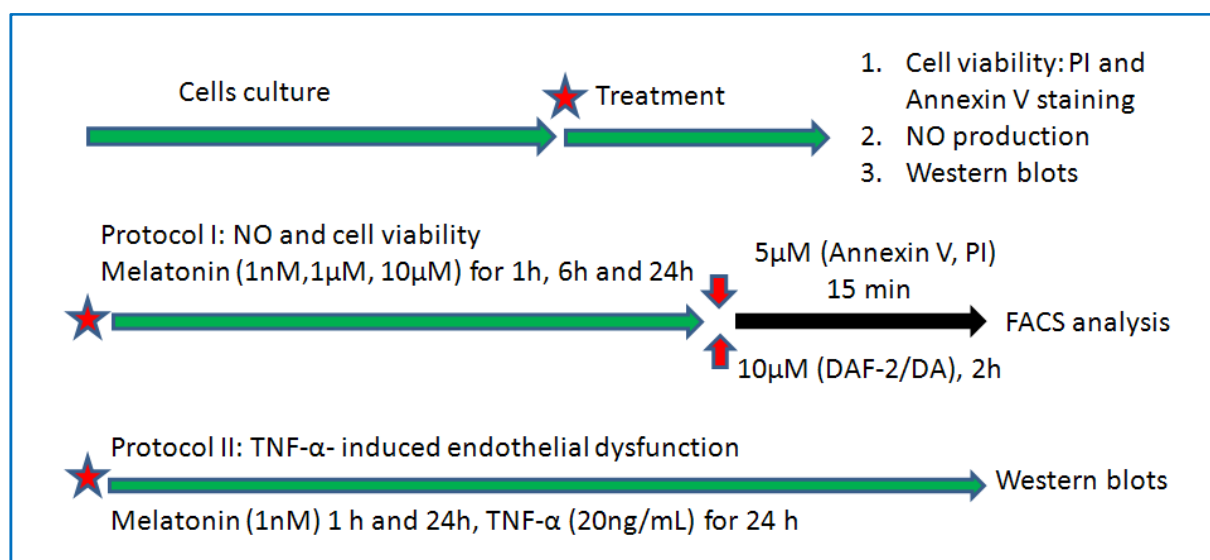 Cells culture
Treatment
1. Cell viability: PI and
Annexin V staining
2. NO production
3. Western blots
Protocol I: NO and cell viability
Melatonin (1nM,1µM, 10µM) for 1h, 6h and 24h
5µM (Annexin V, PI)
15 min
FACS analysis
10µM (DAF-2/DA), 2h
Protocol II: TNF-α- induced endothelial dysfunction
Western blots
Melatonin (1nM) 1 h and 24h, TNF-α (20ng/mL) for 24 h